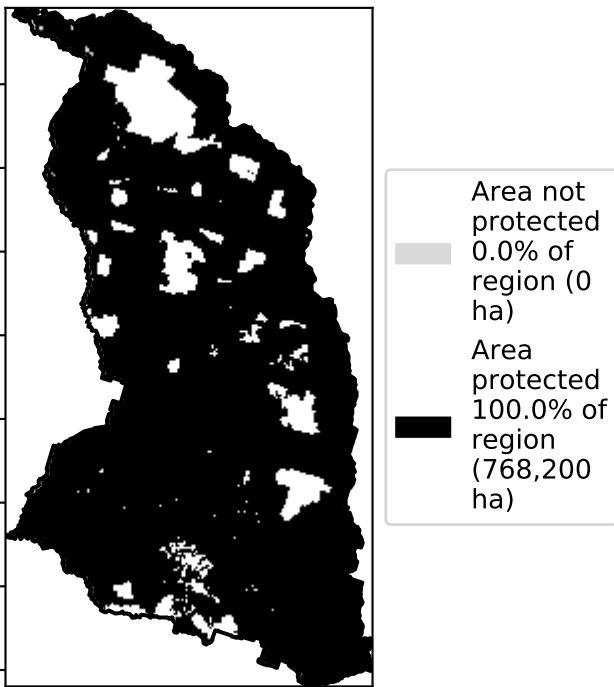 Area not
protected
0.0% of
region (0
ha)
Area
protected
100.0% of
region
(768,200
ha)